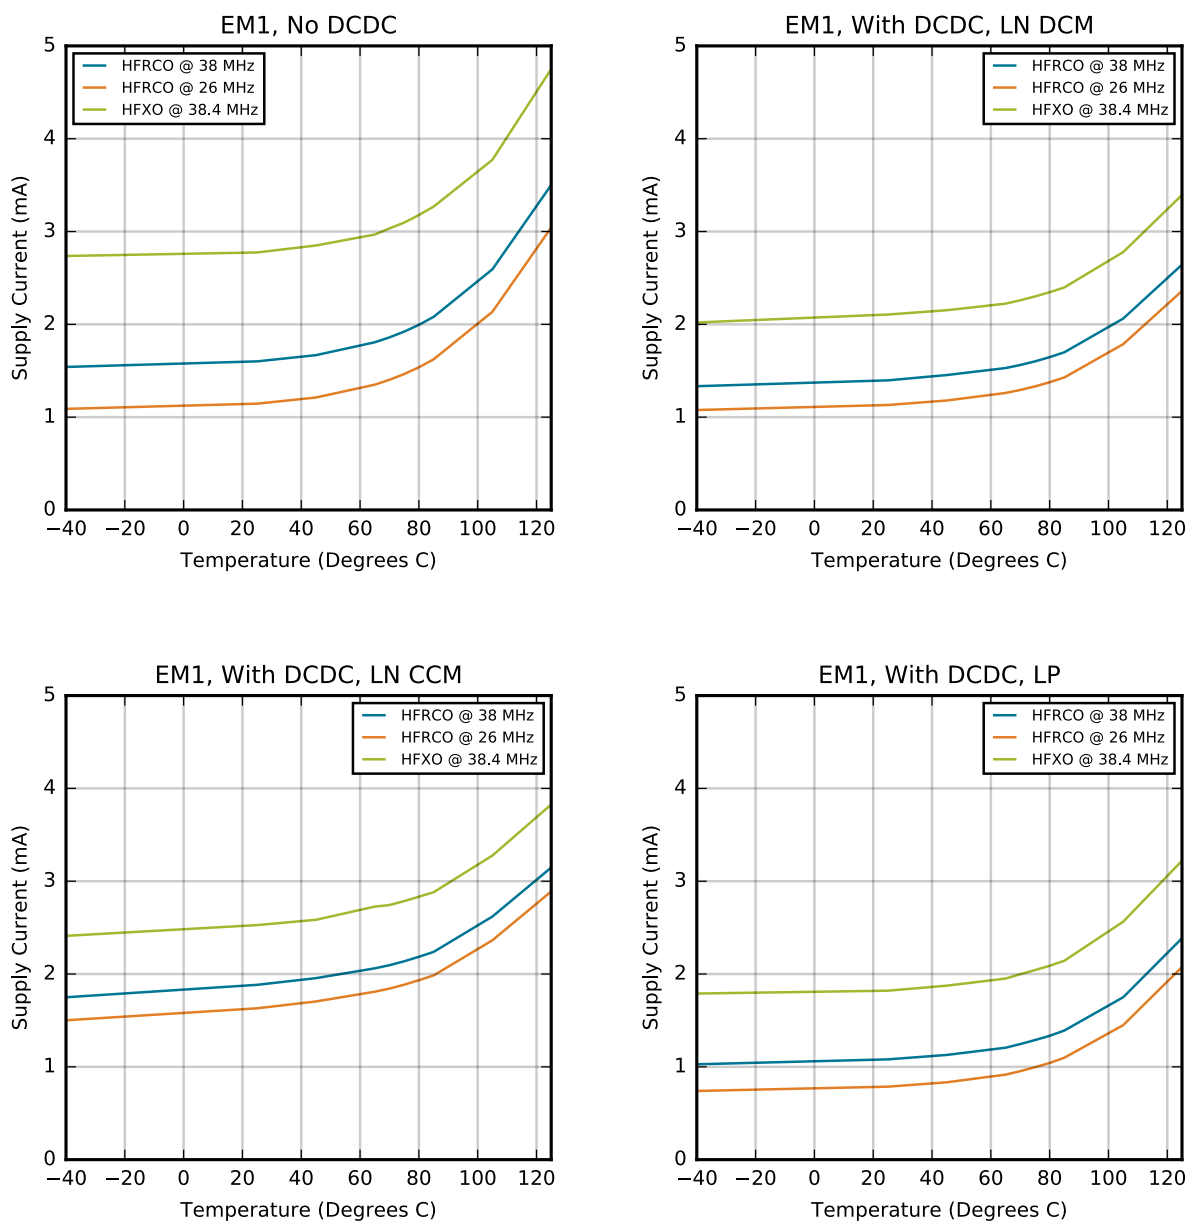 EM1, No DCDC
5
4
3
2
1
0
Supply Current (mA)
HFRCO @ 38 MHz
HFRCO @ 26 MHz
HFXO @ 38.4 MHz
−40 −20 0 20 40 60 80 100 120
Temperature (Degrees C)
EM1, With DCDC, LN DCM
5
4
3
2
1
0
Supply Current (mA)
HFRCO @ 38 MHz
HFRCO @ 26 MHz
HFXO @ 38.4 MHz
−40 −20 0 20 40 60 80 100 120
Temperature (Degrees C)
EM1, With DCDC, LN CCM
5
4
3
2
1
0
Supply Current (mA)
HFRCO @ 38 MHz
HFRCO @ 26 MHz
HFXO @ 38.4 MHz
−40 −20 0 20 40 60 80 100 120
Temperature (Degrees C)
EM1, With DCDC, LP
5
4
3
2
1
0
Supply Current (mA)
HFRCO @ 38 MHz
HFRCO @ 26 MHz
HFXO @ 38.4 MHz
−40 −20 0 20 40 60 80 100 120
Temperature (Degrees C)